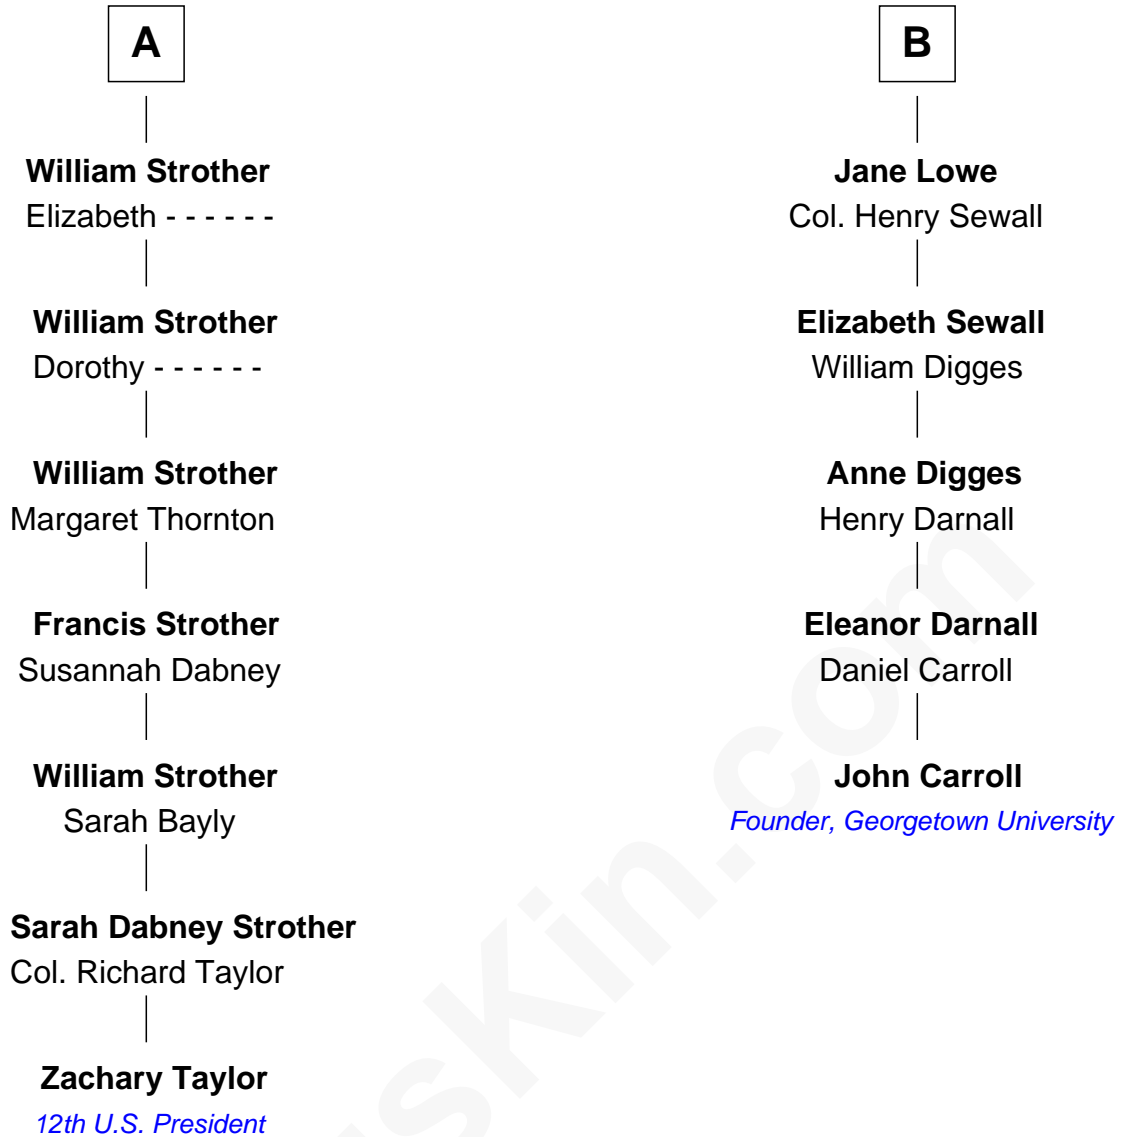 A
William Strother
Elizabeth - - - - - -
William Strother
Dorothy - - - - - -
William Strother
Margaret Thornton
Francis Strother
Susannah Dabney
William Strother
Sarah Bayly
Sarah Dabney Strother
Col. Richard Taylor
Zachary Taylor
12th U.S. President
B
Jane Lowe
Col. Henry Sewall
Elizabeth Sewall
William Digges
Anne Digges
Henry Darnall
Eleanor Darnall
Daniel Carroll
John Carroll
Founder, Georgetown University
sKin.com